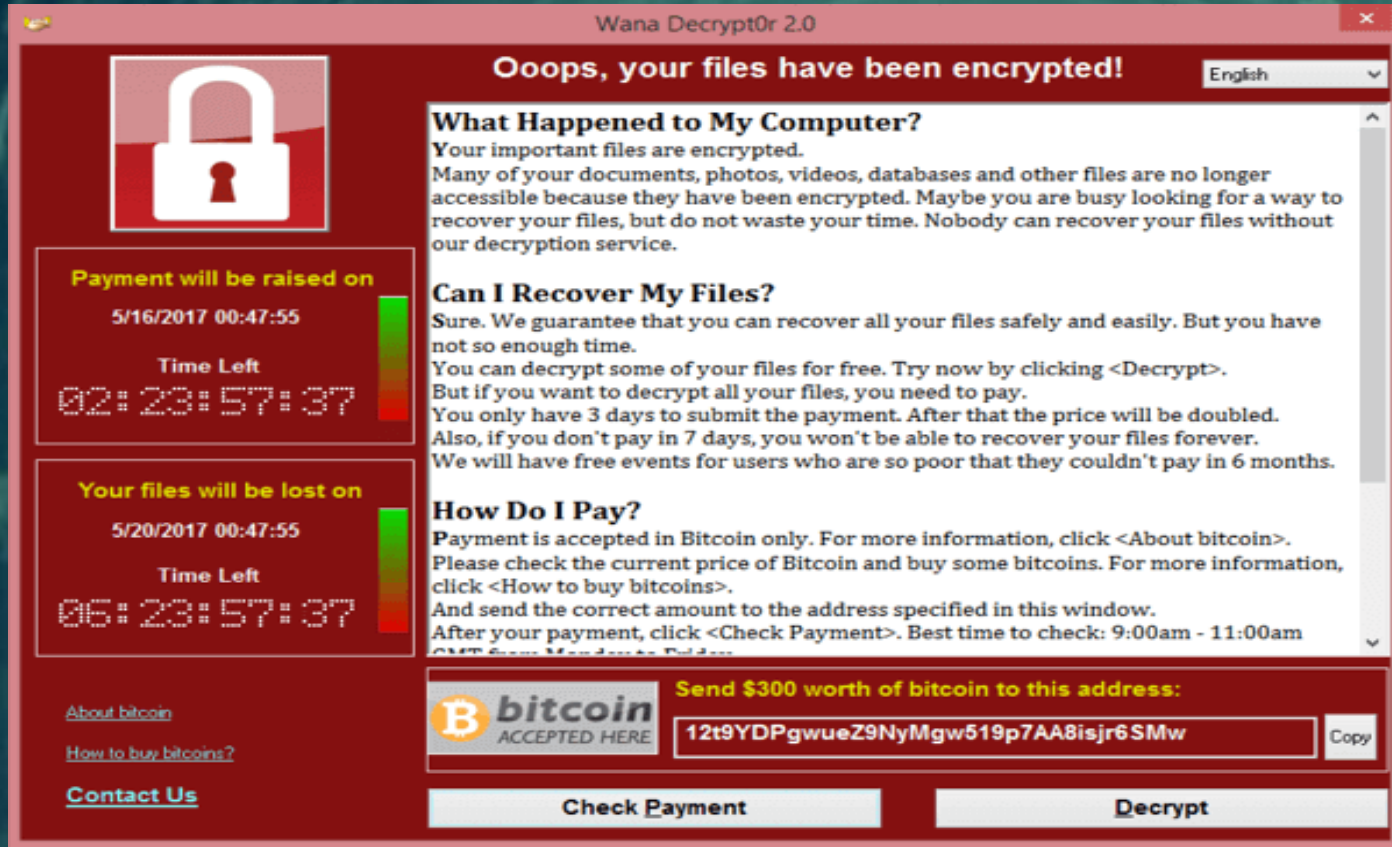 Wana Decrypt0r 2.0
Ooops, your files have been encrypted!
English
What Happened to My Computer?
Your important files are encrypted.
Many of your documents, photos, videos, databases and other files are no longer
accessible because they have been encrypted. Maybe you are busy looking for a way to
recover your files, but do not waste your time. Nobody can recover your files without
our decryption service.
Can I Recover My Files?
Sure. We guarantee that you can recover all your files safely and easily. But you have
not so enough time.
You can decrypt some of your files for free. Try now by clicking <Decrypt>.
But if you want to decrypt all your files, you need to pay.
You only have 3 days to submit the payment. After that the price will be doubled.
Also, if you don't pay in 7 days, you won't be able to recover your files forever.
We will have free events for users who are so poor that they couldn't pay in 6 months.
How Do I Pay?
Payment is accepted in Bitcoin only. For more information, click <About bitcoin>.
Please check the current price of Bitcoin and buy some bitcoins. For more information,
click <How to buy bitcoins>.
And send the correct amount to the address specified in this window.
After your payment, click <Check Payment>. Best time to check: 9:00am - 11:00am
GMT from Monday to Friday
Payment will be raised on
5/16/2017 00:47:55
Time Left
02:23:57:37
Your files will be lost on
5/20/2017 00:47:55
Time Left
06:23:57:37
About bitcoin
How to buy bitcoins?
Contact Us
bitcoin
ACCEPTED HERE
Send $300 worth of bitcoin to this address:
12t9YDPgwueZ9NyMgw519p7AA8isjr6SMw
Copy
Check Payment
Decrypt